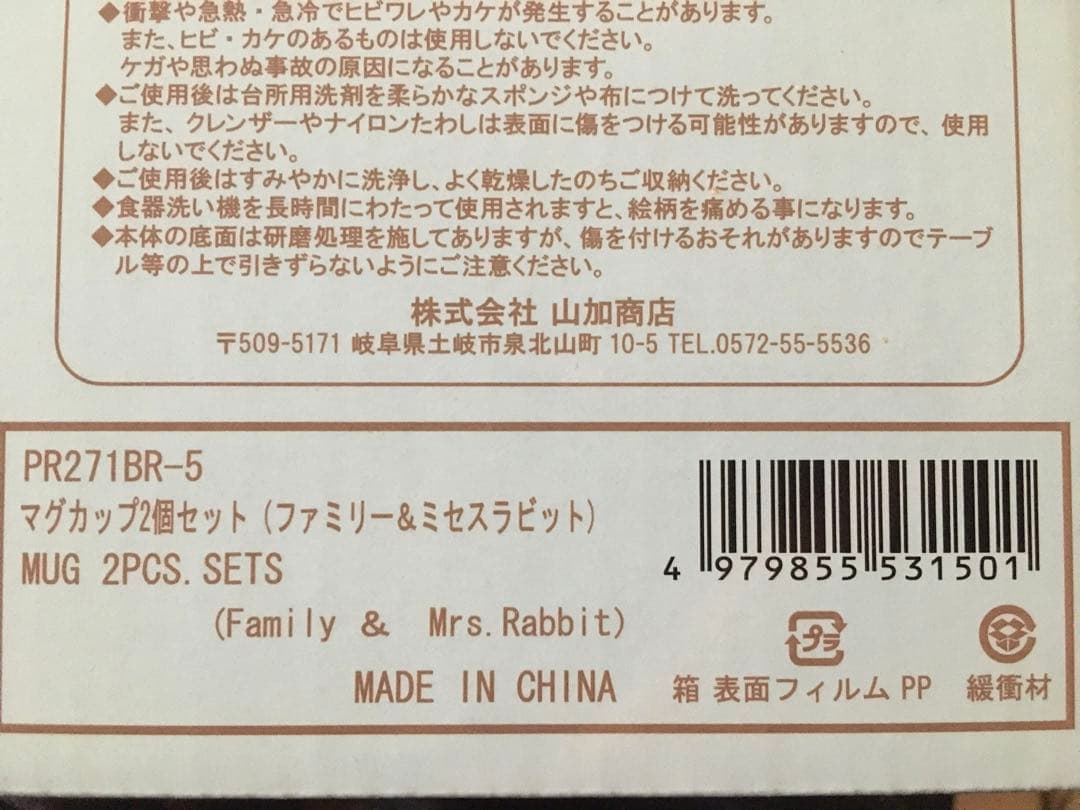 ◆衝撃や急熱・急冷でヒビワレやカケが発生することがあります。
また、ヒビ・カケのあるものは使用しないでください。
ケガや思わぬ事故の原因になることがあります。
◆ご使用後は台所用洗剤を柔らかなスポンジや布につけて洗ってください。
また、クレンザーやナイロンたわしは表面に傷をつける可能性がありますので、使用
しないでください。
◆ご使用後はすみやかに洗浄し、よく乾燥したのちご収納ください。
◆食器洗い機を長時間にわたって使用されますと、絵柄を痛める事になります。
◆本体の底面は研磨処理を施してありますが、傷を付けるおそれがありますのでテーブ
ル等の上で引きずらないようにご注意ください。
株式会社 山加商店
〒509-5171 岐阜県土岐市泉北山町 10-5 TEL.0572-55-5536
PR271BR-5
マグカップ2個セット(ファミリー&ミセスラビット)
MUG 2PCS.SETS
(Family & Mrs.Rabbit)
MADE IN CHINA
4 979855 531501
プラ
箱 表面フィルム PP 緩衝材